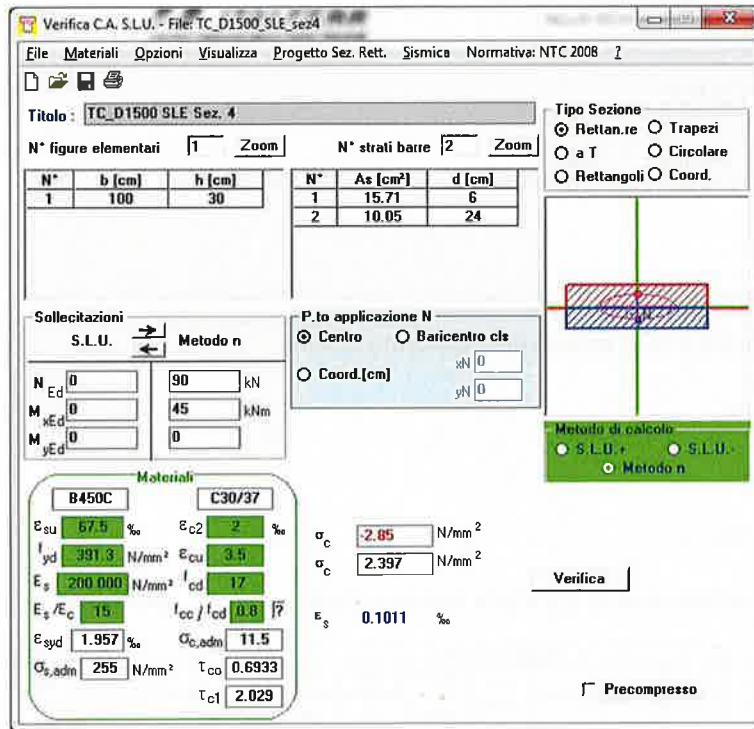 Verifica C.A. S.L.U. - File: TC_D1500_SLE_sez4
File Materiali Opzioni Visualizza Progetto Sez. Rett. Sismica Normativa: NTC 2008 ?
Titolo : TC_D1500 SLE Sez. 4
N° figure elementari 1 Zoom N° strati barre 2 Zoom
N° b [cm] h [cm]
1 100 30
N° As [cm²] d [cm]
1 15.71 6
2 10.05 24
Tipo Sezione
Rettan.re Trapezi
a T Circolare
Rettangoli Coord.
Sollecitazioni
S.L.U. Metodo n
N Ed 0 90 kN
M xEd 0 45 kNm
M yEd 0 0
P.to applicazione N
Centro Baricentro cls
Coord.[cm] xN 0
yN 0
N
Metodo di calcolo
S.L.U.+ S.L.U.-
Metodo n
Materiali
B450C C30/37
εsu 67.5 ‰ εc2 2 ‰
fyd 391.3 N/mm² εcu 3.5
Es 200.000 N/mm² fcd 17
Es/Ec 15 fcc / fcd 0.8 ?
εsyd 1.957 ‰ σc,adm 11.5
σs,adm 255 N/mm² τco 0.6933
τc1 2.029
σc -2.85 N/mm²
σc 2.397 N/mm²
εs 0.1011 ‰
Verifica
Precompresso